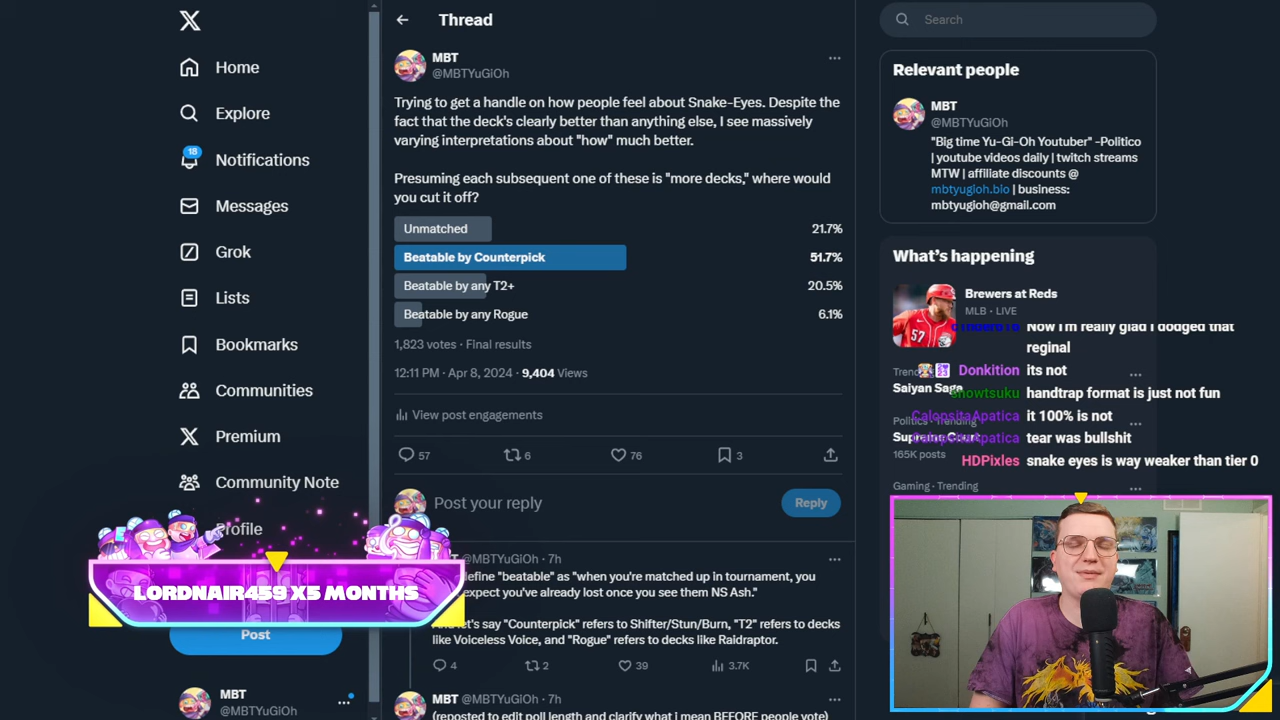 Home
Explore
18
Notifications
Messages
Grok
Lists
Bookmarks
Communities
Premium
Community Note
Profile
LORDNAIR459 X5 MONTHS
Post
MBT
@MBTYuGiOh
Thread
MBT
@MBTYuGiOh
Trying to get a handle on how people feel about Snake-Eyes. Despite the
fact that the deck's clearly better than anything else, I see massively
varying interpretations about "how" much better.
Presuming each subsequent one of these is "more decks," where would
you cut it off?
Unmatched 21.7%
Beatable by Counterpick 51.7%
Beatable by any T2+ 20.5%
Beatable by any Rogue 6.1%
1,823 votes · Final results
12:11 PM · Apr 8, 2024 · 9,404 Views
View post engagements
57 6 76 3
Post your reply
Reply
@MBTYuGiOh · 7h
define "beatable" as "when you're matched up in tournament, you
expect you've already lost once you see them NS Ash."
let's say "Counterpick" refers to Shifter/Stun/Burn, "T2" refers to decks
like Voiceless Voice, and "Rogue" refers to decks like Raidraptor.
4 2 39 3.7K
MBT @MBTYuGiOh · 7h
(reposted to edit poll length and clarify what i mean BEFORE people vote)
Search
Relevant people
MBT
@MBTYuGiOh
"Big time Yu-Gi-Oh Youtuber" -Politico
| youtube videos daily | twitch streams
MTW | affiliate discounts @
mbtyugioh.bio | business:
mbtyugioh@gmail.com
What's happening
Brewers at Reds
MLB · LIVE
Now I'm really glad I dodged that
reginal
Donkition its not
Saiyan Saga
snowtsuku handtrap format is just not fun
Politics · Trending
CalopsitaApatica it 100% is not
CalopsitaApatica tear was bullshit
165K posts
HDPixles snake eyes is way weaker than tier 0
Gaming · Trending